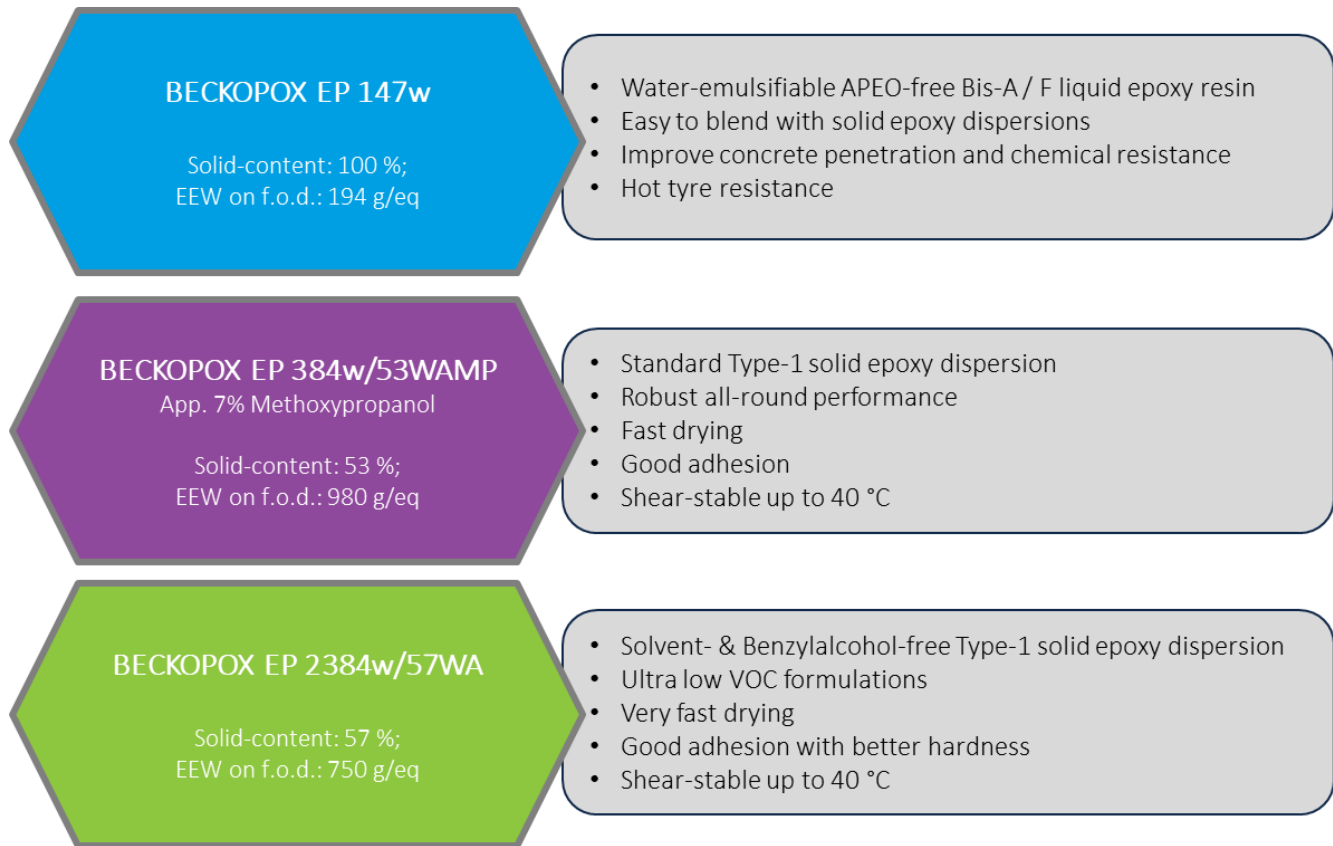 BECKOPOX EP 147w
Solid-content: 100 %;
EEW on f.o.d.: 194 g/eq
• Water-emulsifiable APEO-free Bis-A / F liquid epoxy resin
• Easy to blend with solid epoxy dispersions
• Improve concrete penetration and chemical resistance
• Hot tyre resistance
BECKOPOX EP 384w/53WAMP
App. 7% Methoxypropanol
Solid-content: 53 %;
EEW on f.o.d.: 980 g/eq
• Standard Type-1 solid epoxy dispersion
• Robust all-round performance
• Fast drying
• Good adhesion
• Shear-stable up to 40 °C
BECKOPOX EP 2384w/57WA
Solid-content: 57 %;
EEW on f.o.d.: 750 g/eq
• Solvent- & Benzylalcohol-free Type-1 solid epoxy dispersion
• Ultra low VOC formulations
• Very fast drying
• Good adhesion with better hardness
• Shear-stable up to 40 °C